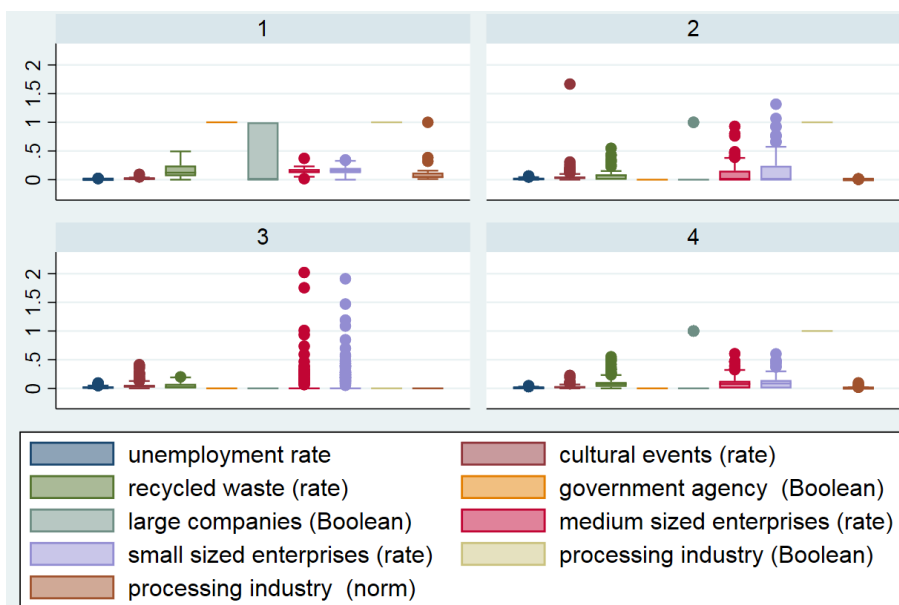 1
2
0
.5
1
1.5
2
3
4
0
.5
1
1.5
2
unemployment rate
cultural events (rate)
recycled waste (rate)
government agency (Boolean)
large companies (Boolean)
medium sized enterprises (rate)
small sized enterprises (rate)
processing industry (Boolean)
processing industry (norm)